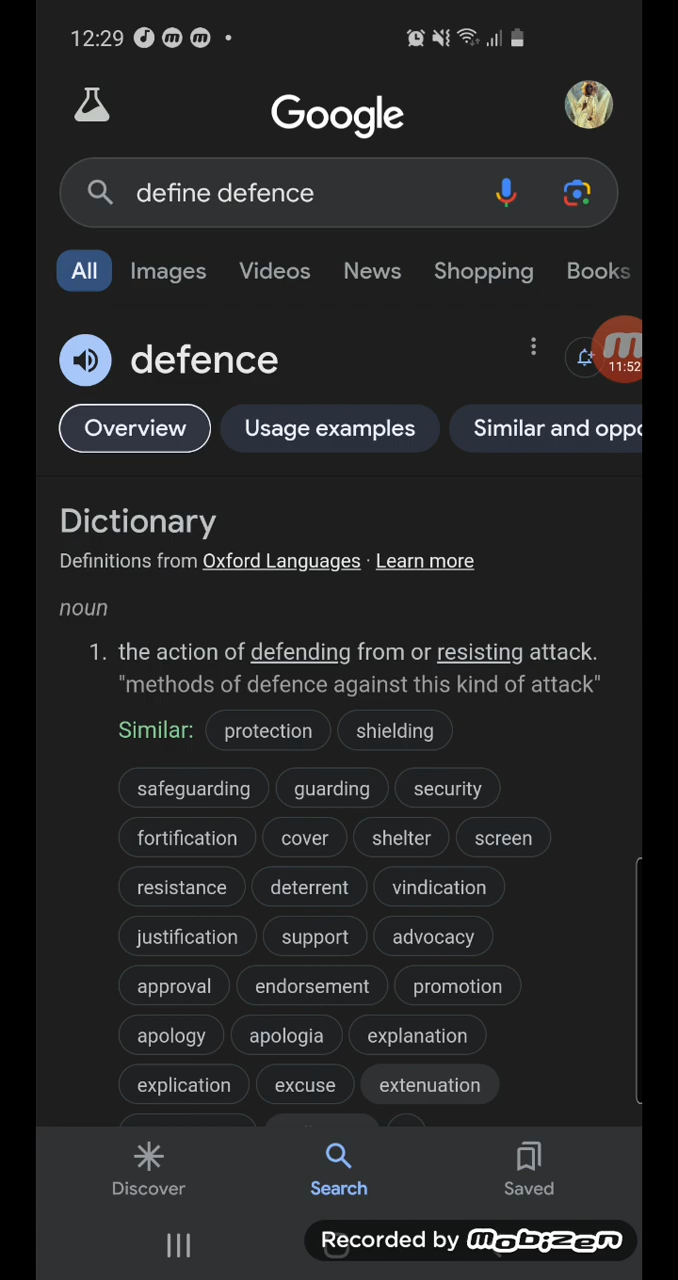 12:29
Google
define defence
All Images Videos News Shopping Books
11:52
defence
Overview Usage examples Similar and oppo
Dictionary
Definitions from Oxford Languages · Learn more
noun
1. the action of defending from or resisting attack.
"methods of defence against this kind of attack"
Similar: protection shielding
safeguarding guarding security
fortification cover shelter screen
resistance deterrent vindication
justification support advocacy
approval endorsement promotion
apology apologia explanation
explication excuse extenuation
Discover Search Saved
Recorded by mobizen